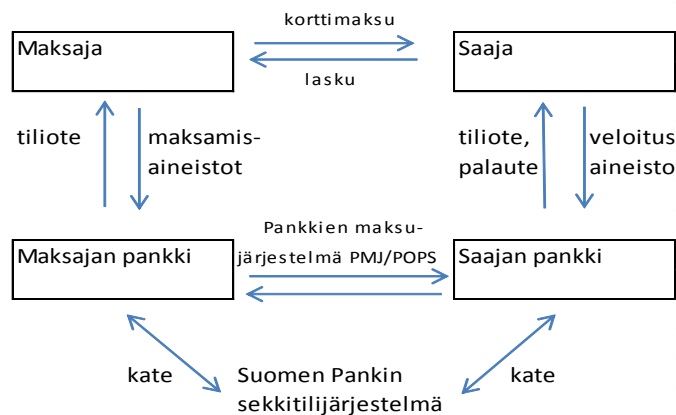 korttimaksu
Maksaja
Saaja
lasku
tiliote
maksamis-
aineistot
tiliote,
palaute
veloitus
aineisto
Pankkien maksu-
järjestelmä PMJ/POPS
Maksajan pankki
Saajan pankki
kate
Suomen Pankin
sekkitilijärjestelmä
kate